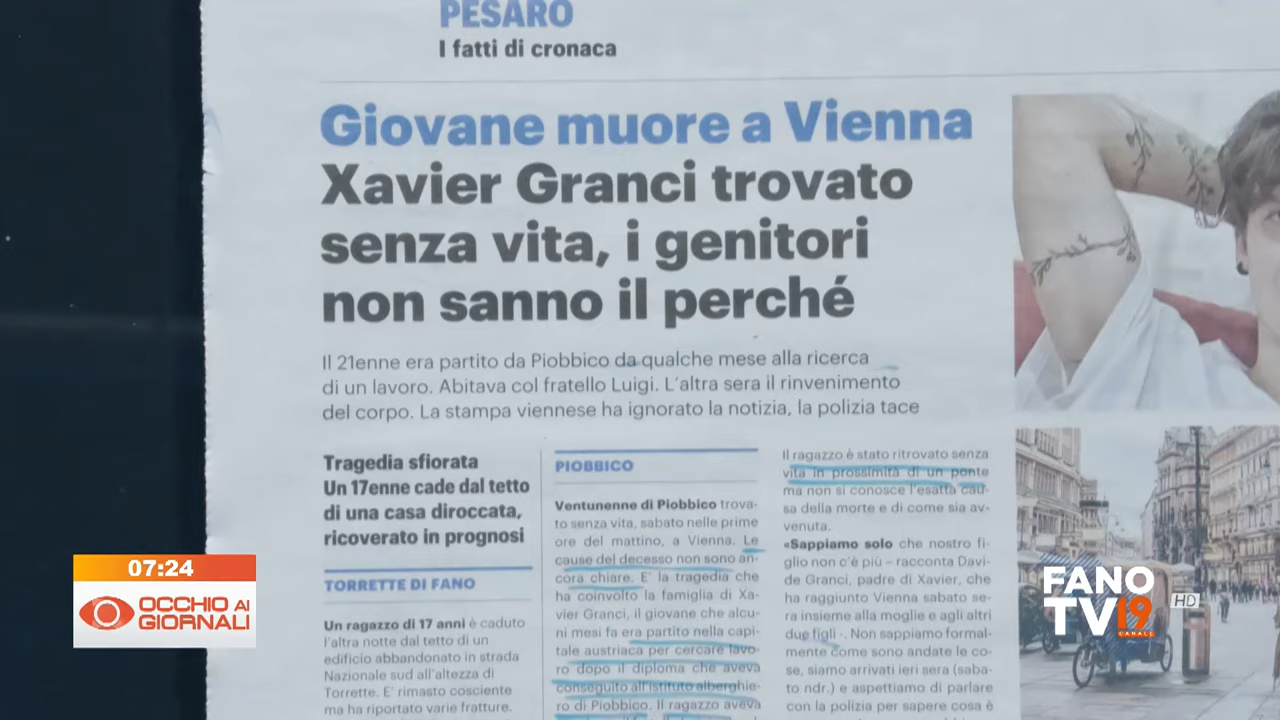 PESARO
I fatti di cronaca
Giovane muore a Vienna
Xavier Granci trovato
senza vita, i genitori
non sanno il perché
Il 21enne era partito da Piobbico da qualche mese alla ricerca
di un lavoro. Abitava col fratello Luigi. L'altra sera il rinvenimento
del corpo. La stampa viennese ha ignorato la notizia, la polizia tace
Tragedia sfiorata
Un 17enne cade dal tetto
di una casa diroccata,
ricoverato in prognosi
TORRETTE DI FANO
Un ragazzo di 17 anni è caduto
l'altra notte dal tetto di un
edificio abbandonato in strada
Nazionale sud all'altezza di
Torrette. E' rimasto cosciente
ma ha riportato varie fratture.
PIOBBICO
Ventunenne di Piobbico trova-
to senza vita, sabato nelle prime
ore del mattino, a Vienna. Le
cause del decesso non sono an-
cora chiare. E' la tragedia che
ha coinvolto la famiglia di Xa-
vier Granci, il giovane che alcu-
ni mesi fa era partito nella capi-
tale austriaca per cercare lavo-
ro dopo il diploma che aveva
conseguito all'istituto alberghie-
ro di Piobbico. Il ragazzo aveva
Il ragazzo è stato ritrovato senza
vita in prossimità di un ponte
ma non si conosce l'esatta cau-
sa della morte e di come sia av-
venuta.
«Sappiamo solo che nostro fi-
glio non c'è più – racconta Davi-
de Granci, padre di Xavier, che
ha raggiunto Vienna sabato se-
ra insieme alla moglie e agli altri
due figli -. Non sappiamo formal-
mente come sono andate le co-
se, siamo arrivati ieri sera (saba-
to ndr.) e aspettiamo di parlare
con la polizia per sapere cosa è
07:24
OCCHIO AI
GIORNALI
FANO
TV19
CANALE
HD